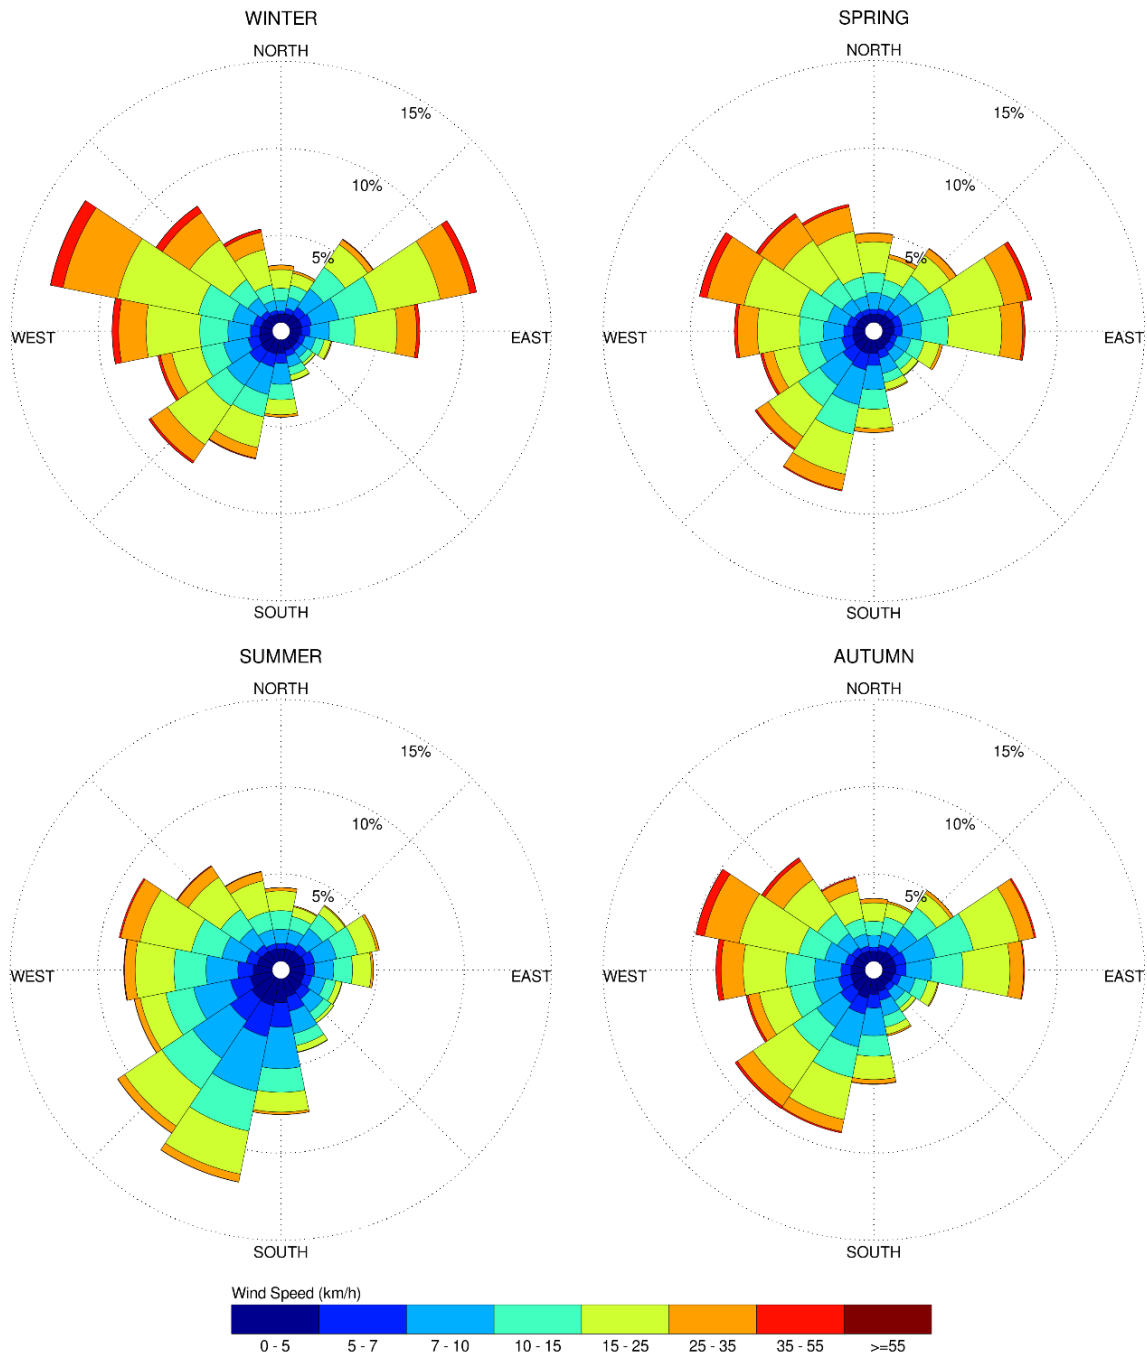 WINTER
SPRING
NORTH
NORTH
15%
15%
10%
10%
5%
5%
WEST
EAST
WEST
EAST
SOUTH
SOUTH
SUMMER
AUTUMN
NORTH
NORTH
15%
15%
10%
10%
5%
5%
WEST
EAST
WEST
EAST
SOUTH
SOUTH
Wind Speed (km/h)
0 - 5
5 - 7
7 - 10
10 - 15
15 - 25
25 - 35
35 - 55
>=55